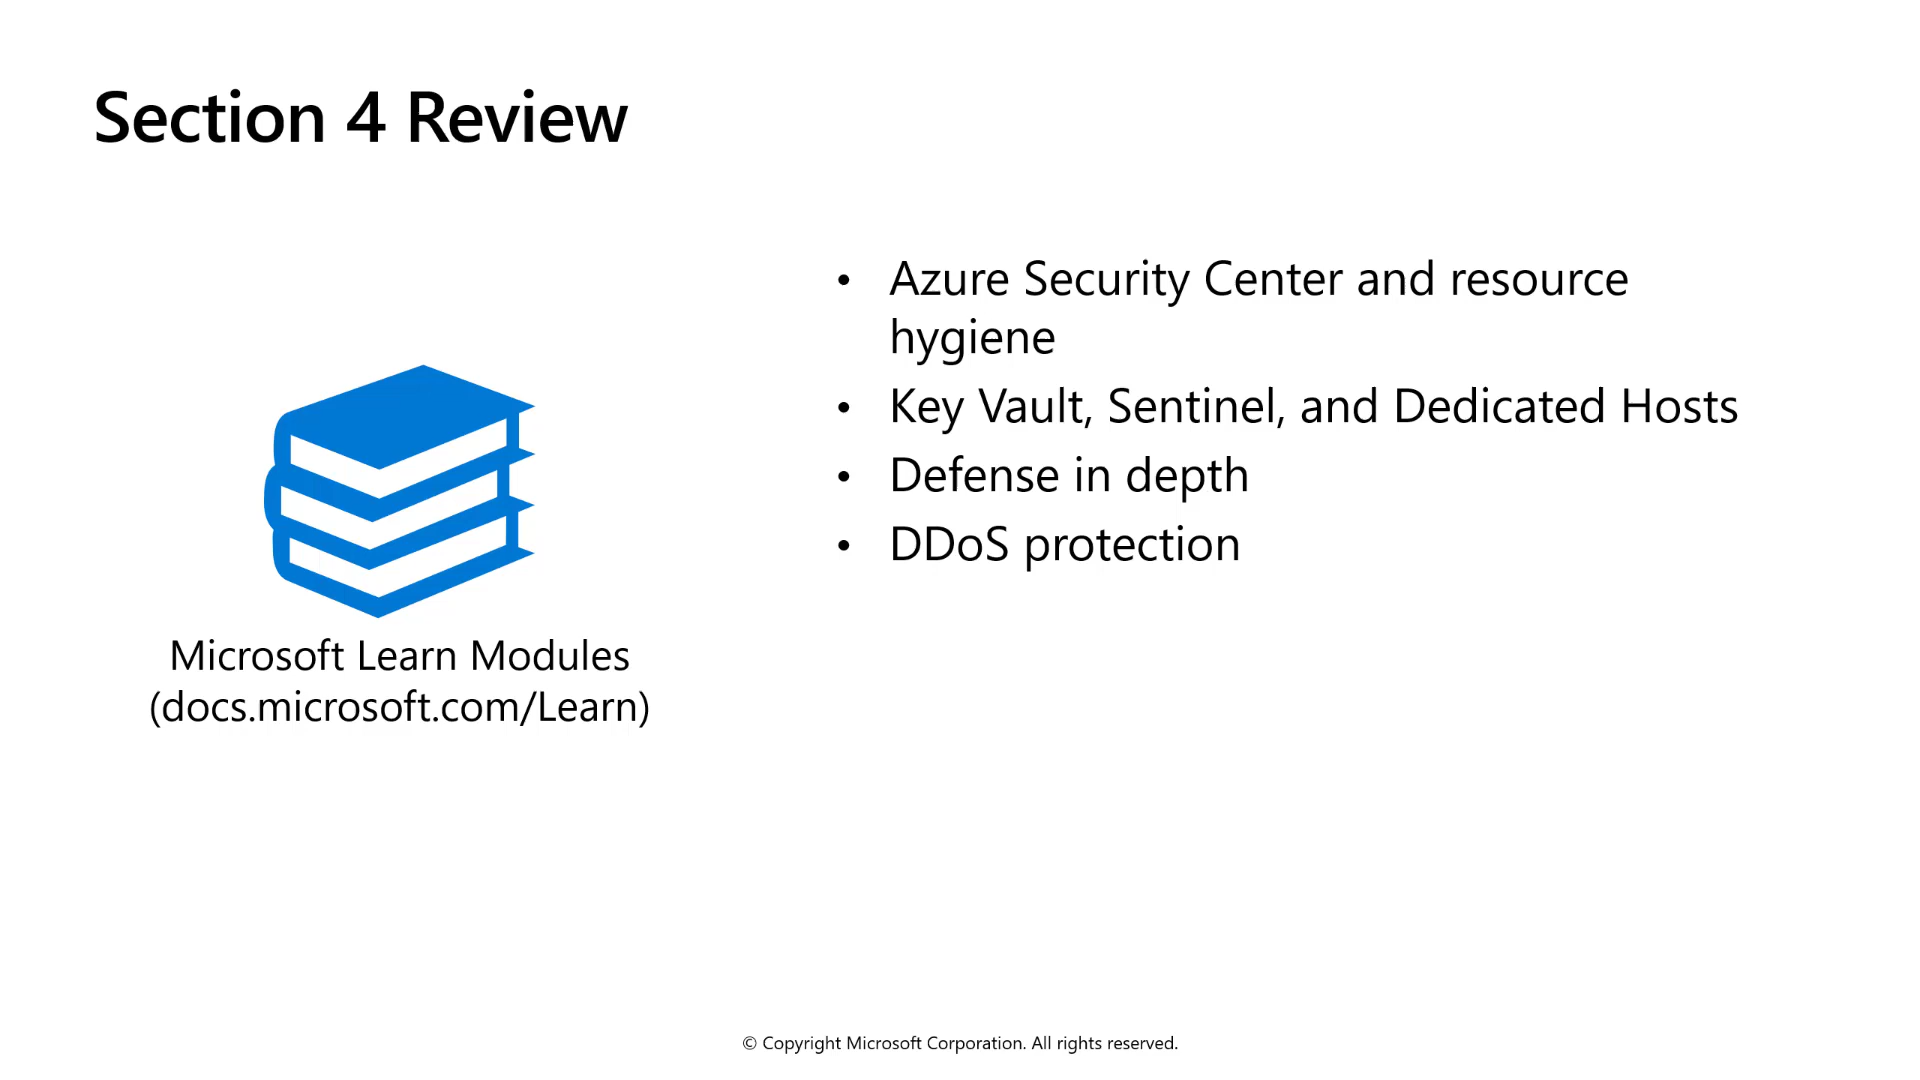 Section 4 Review
• Azure Security Center and resource
hygiene
• Key Vault, Sentinel, and Dedicated Hosts
• Defense in depth
• DDoS protection
Microsoft Learn Modules
(docs.microsoft.com/Learn)
© Copyright Microsoft Corporation. All rights reserved.